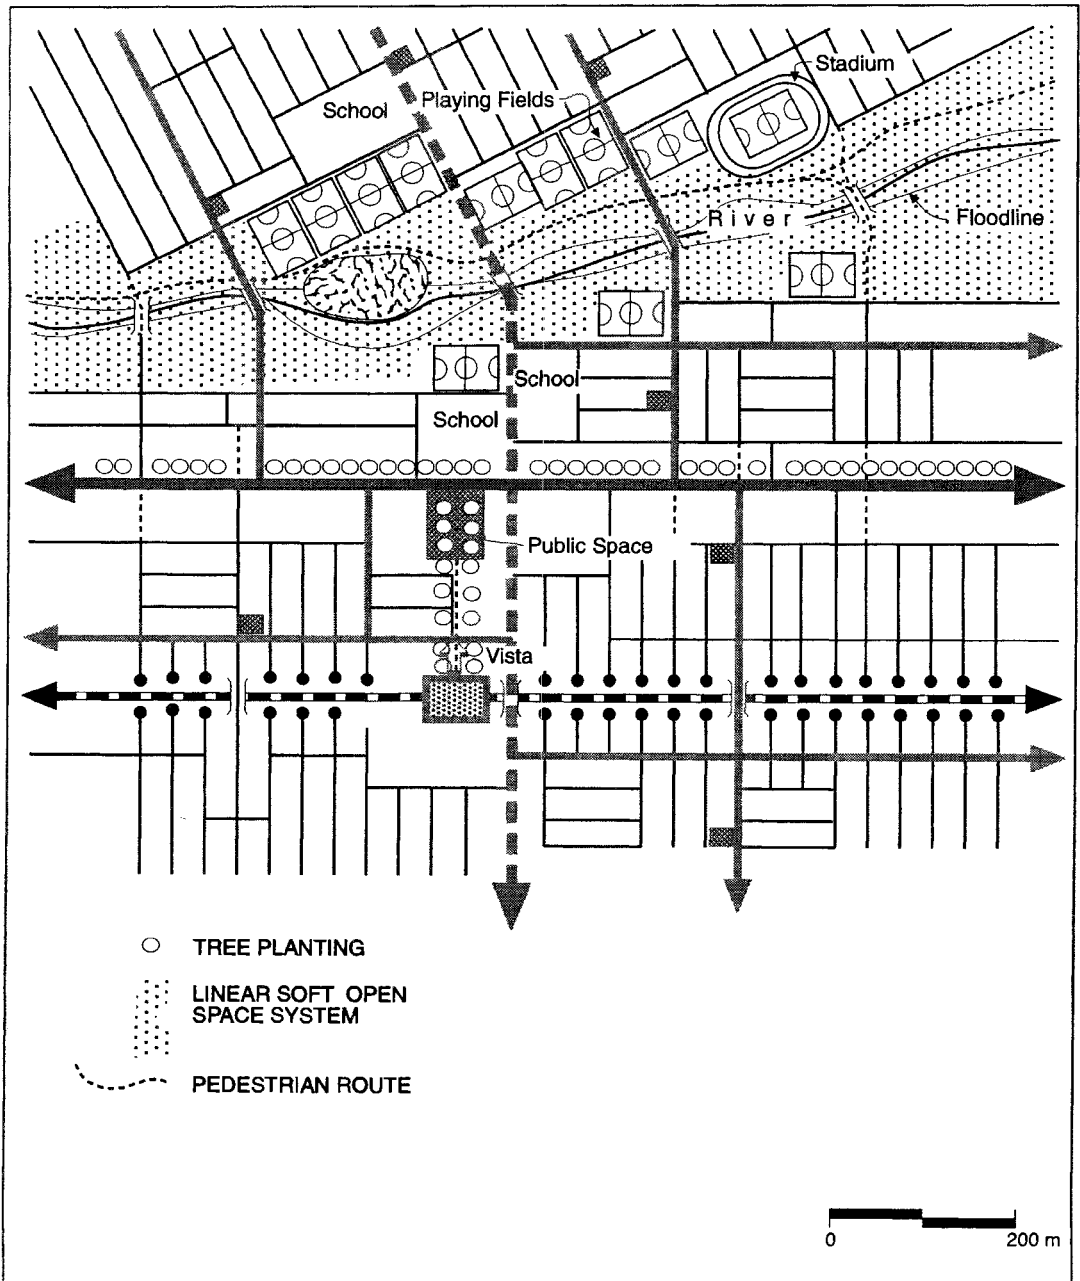 Stadium
Playing Fields
School
River
Floodline
School
School
Public Space
Vista
TREE PLANTING
LINEAR SOFT OPEN
SPACE SYSTEM
PEDESTRIAN ROUTE
0 200 m